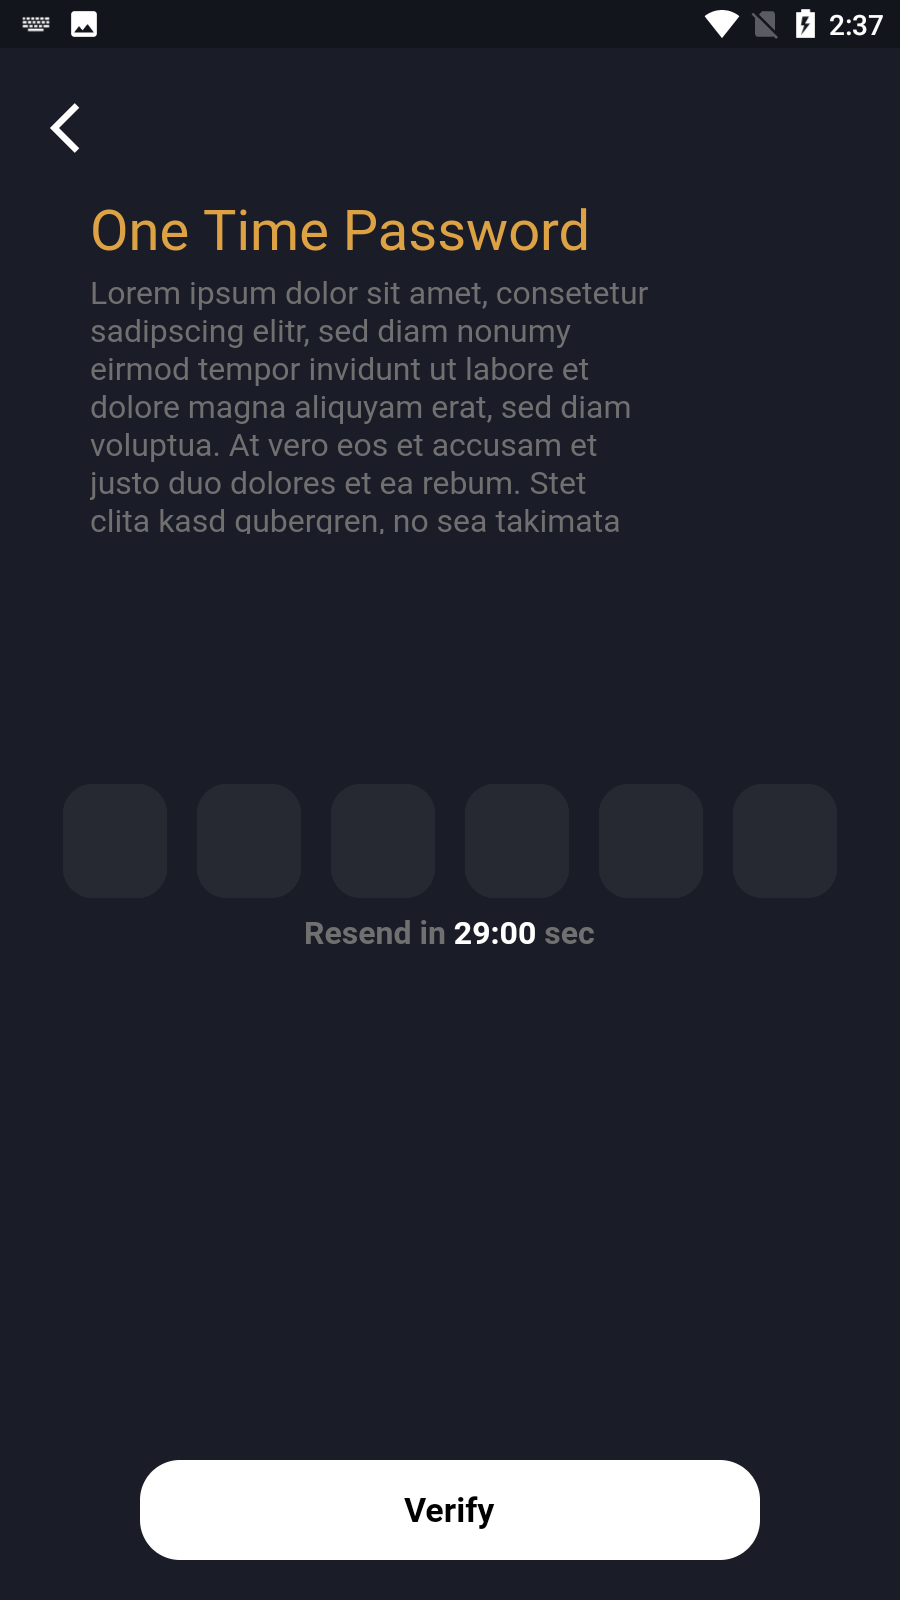 2:37
One Time Password
Lorem ipsum dolor sit amet, consetetur
sadipscing elitr, sed diam nonumy
eirmod tempor invidunt ut labore et
dolore magna aliquyam erat, sed diam
voluptua. At vero eos et accusam et
justo duo dolores et ea rebum. Stet
clita kasd gubergren, no sea takimata
Resend in 29:00 sec
Verify